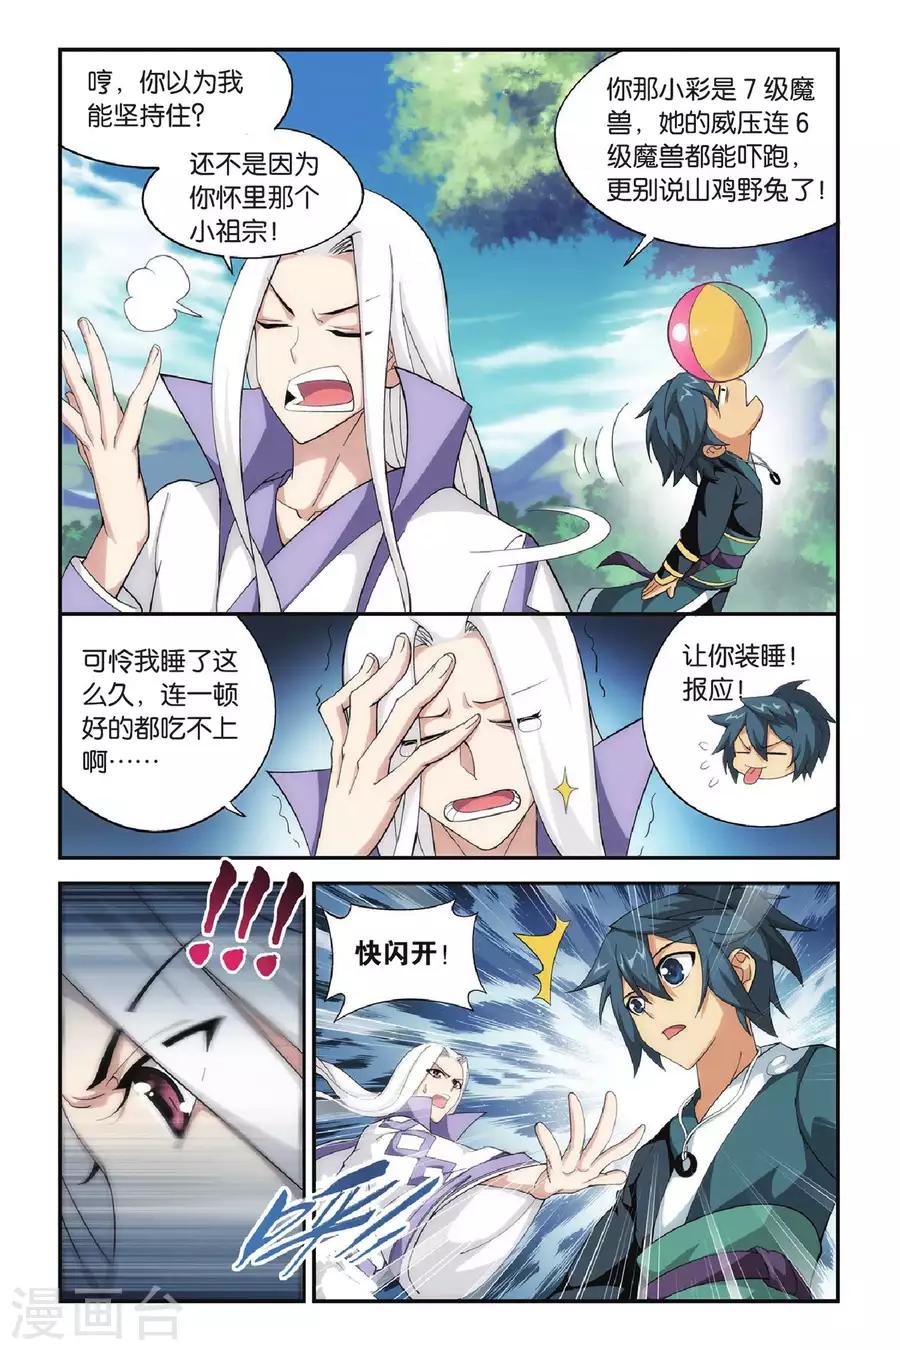 哼，你以为我
能坚持住？
还不是因为
你怀里那个
小祖宗！
你那小彩是7级魔
兽，她的威压连6
级魔兽都能吓跑，
更别说山鸡野兔了！
可怜我睡了这
么久，连一顿
好的都吃不上
啊……
让你装睡！
报应！
!!!
快闪开！
呯!!
漫画台